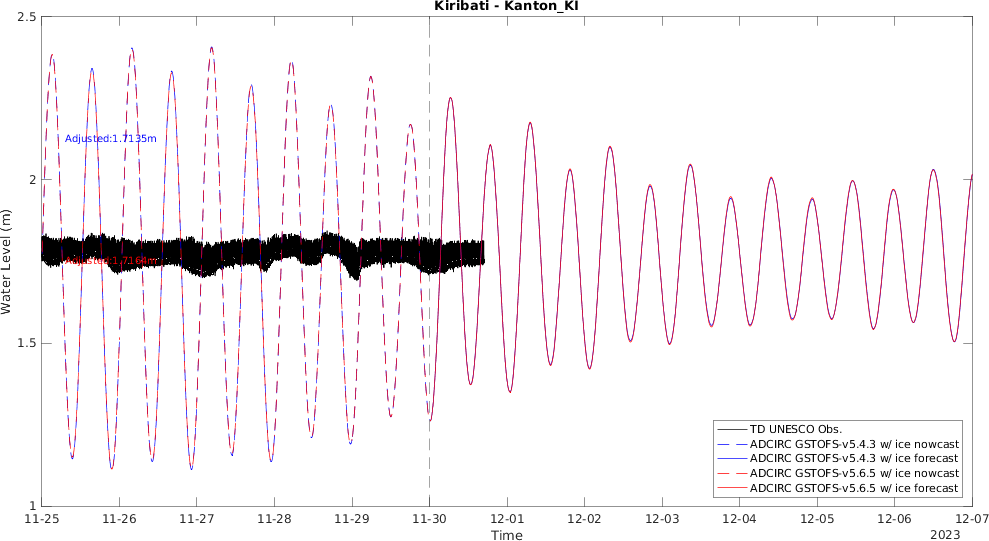 Kiribati - Kanton_KI
2.5
2
1.5
1
Water Level (m)
Adjusted:1.7135m
Adjusted:1.7164m
TD UNESCO Obs.
ADCIRC GSTOFS-v5.4.3 w/ ice nowcast
ADCIRC GSTOFS-v5.4.3 w/ ice forecast
ADCIRC GSTOFS-v5.6.5 w/ ice nowcast
ADCIRC GSTOFS-v5.6.5 w/ ice forecast
11-25 11-26 11-27 11-28 11-29 11-30 12-01 12-02 12-03 12-04 12-05 12-06 12-07
Time
2023